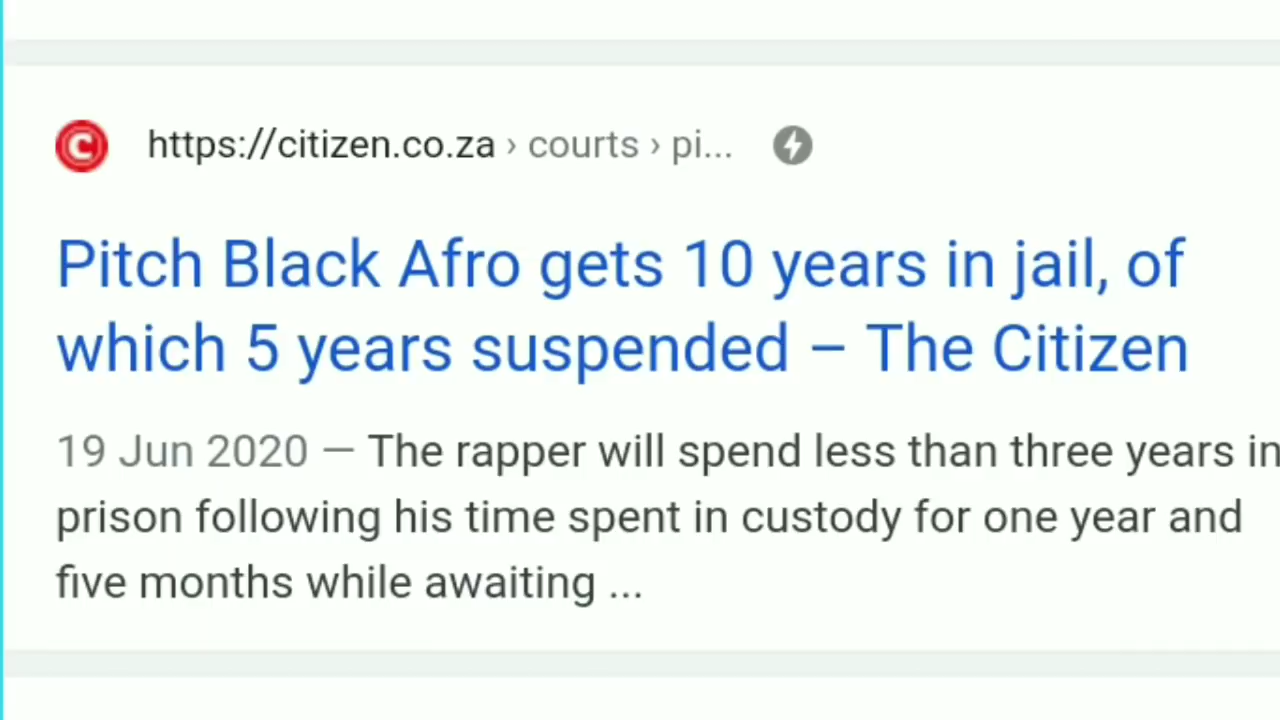 https://citizen.co.za › courts › pi...
Pitch Black Afro gets 10 years in jail, of
which 5 years suspended – The Citizen
19 Jun 2020 — The rapper will spend less than three years in
prison following his time spent in custody for one year and
five months while awaiting ...